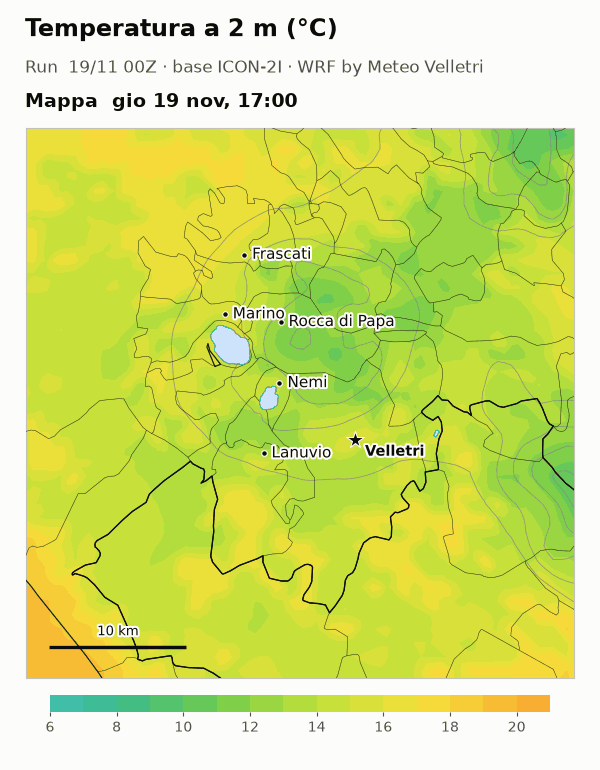 Temperatura a 2 m (°C)
Run 19/11 00Z · base ICON-2I · WRF by Meteo Velletri
Mappa gio 19 nov, 17:00
Frascati
Marino
Rocca di Papa
Nemi
Velletri
Lanuvio
10 km
6 8 10 12 14 16 18 20